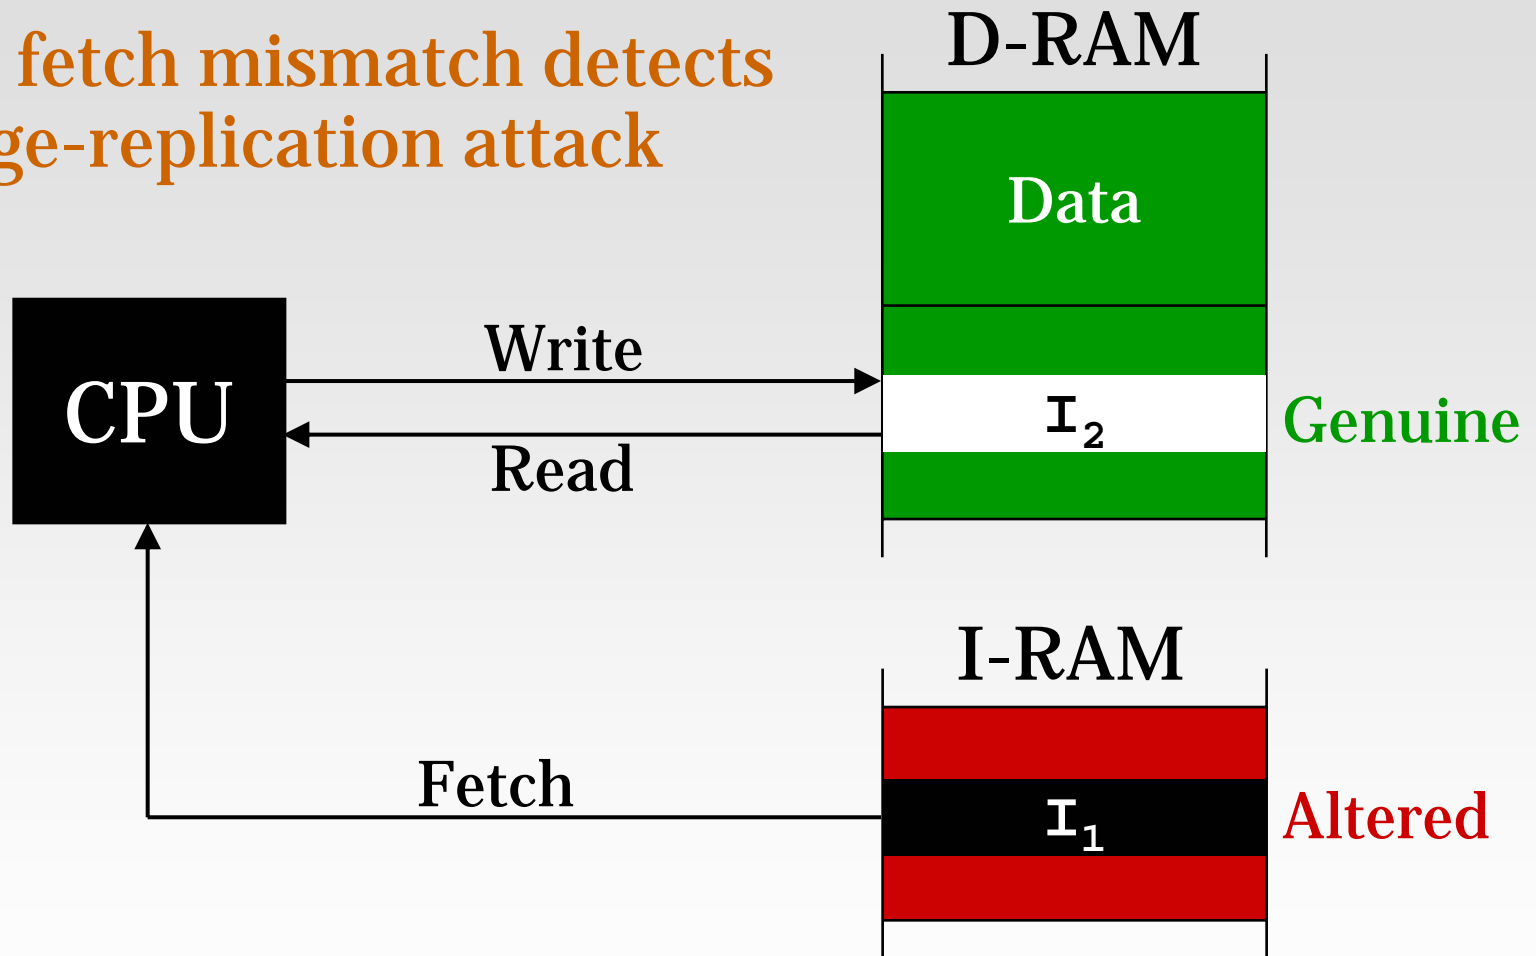 fetch mismatch detects
ge-replication attack
D-RAM
Data
CPU
Write
Read
I₂
Genuine
I-RAM
Fetch
I₁
Altered